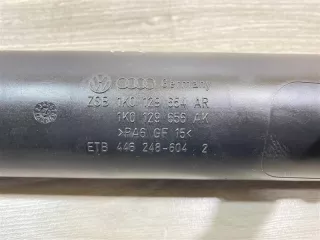 Germany
ZSB 1K0 129 654 AR
1K0 129 656 AK
>PA6 GF 15<
ETB 446 248-604 2